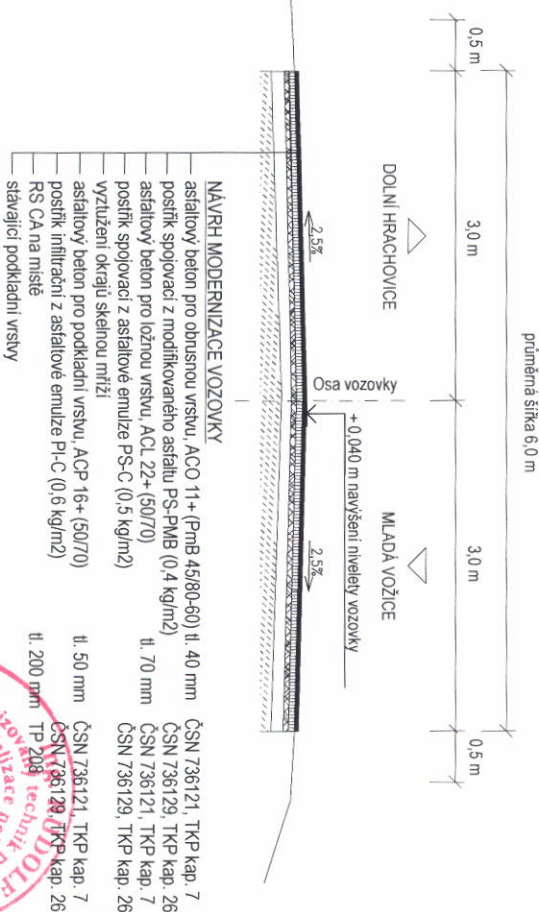 průměrná šířka 6,0 m
0,5 m
3,0 m
3,0 m
0,5 m
DOLNÍ HRACHOVICE
MLADÁ VOŽICE
+ 0,040 m navýšení nivelety vozovky
Osa vozovky
2,5%
2,5%
NÁVRH MODERNIZACE VOZOVKY
asfaltový beton pro obrusnou vrstvu, ACO 11+ (PmB 45/80-60) tl. 40 mm ČSN 736121, TKP kap. 7
postřik spojovací z modifikovaného asfaltu PS-PMB (0,4 kg/m2) ČSN 736129, TKP kap. 26
asfaltový beton pro ložnou vrstvu, ACL 22+ (50/70) tl. 70 mm ČSN 736121, TKP kap. 7
postřik spojovací z asfaltové emulze PS-C (0,5 kg/m2) ČSN 736129, TKP kap. 26
vyztužení okrajů skelnou mříží
asfaltový beton pro podkladní vrstvu, ACP 16+ (50/70) tl. 50 mm ČSN 736121, TKP kap. 7
postřik infiltrační z asfaltové emulze PI-C (0,6 kg/m2) ČSN 736129, TKP kap. 26
RS CA na místě tl. 200 mm TP 208
stávající podkladní vrstvy
technik